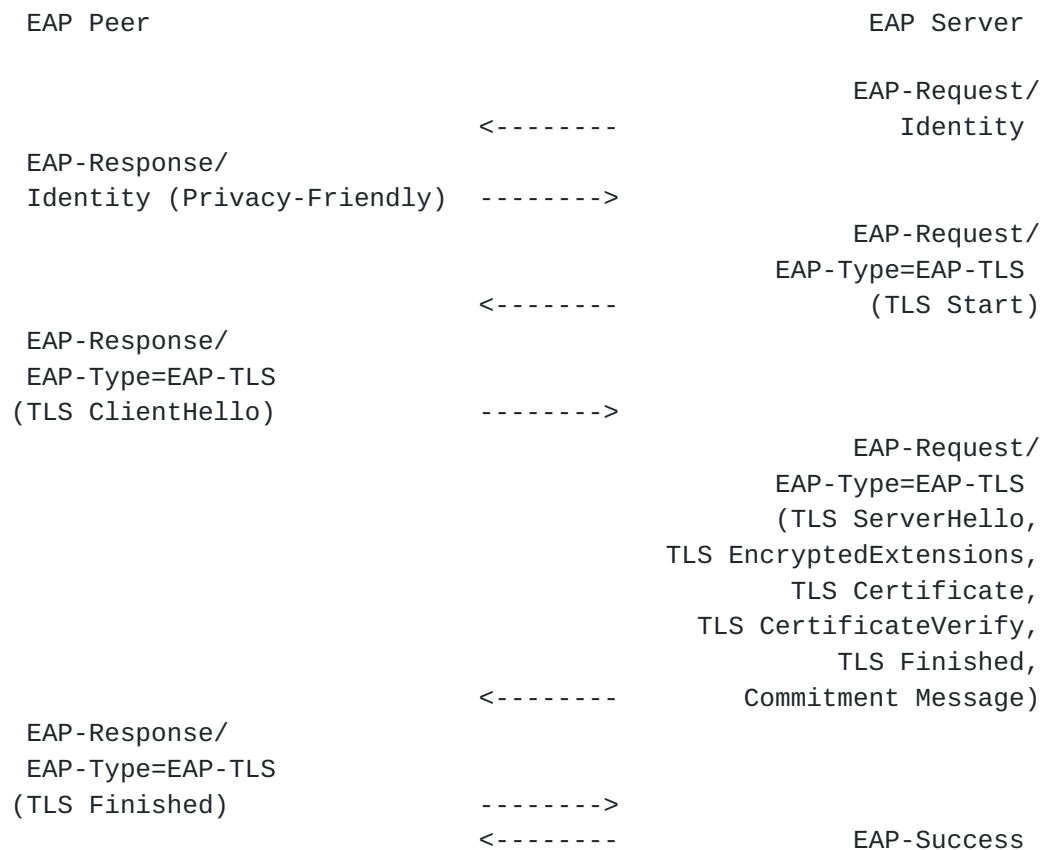 EAP Peer                                              EAP Server
EAP-Request/
<--------                  Identity
EAP-Response/
Identity (Privacy-Friendly)  -------->
EAP-Request/
EAP-Type=EAP-TLS
<--------                (TLS Start)
EAP-Response/
EAP-Type=EAP-TLS
(TLS ClientHello)             -------->
EAP-Request/
EAP-Type=EAP-TLS
(TLS ServerHello,
TLS EncryptedExtensions,
TLS Certificate,
TLS CertificateVerify,
TLS Finished,
<--------        Commitment Message)
EAP-Response/
EAP-Type=EAP-TLS
(TLS Finished)                -------->
<--------               EAP-Success